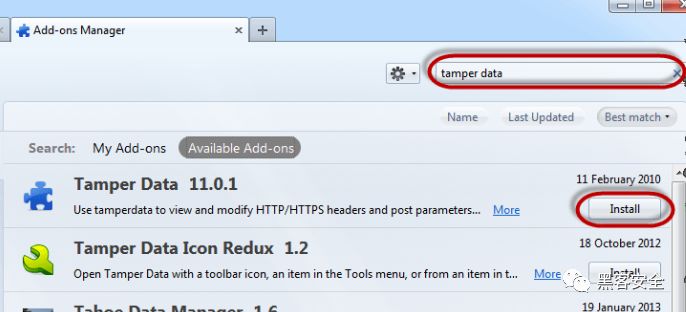 Add-ons Manager
tamper data
Name Last Updated Best match
Search: My Add-ons Available Add-ons
Tamper Data 11.0.1 11 February 2010
Use tamperdata to view and modify HTTP/HTTPS headers and post parameters... More Install
Tamper Data Icon Redux 1.2 18 October 2012
Open Tamper Data with a toolbar icon, an item in the Tools menu, or from an item in t... More Install
黑客安全
Tahoe Data Manager 1.6 19 January 2013